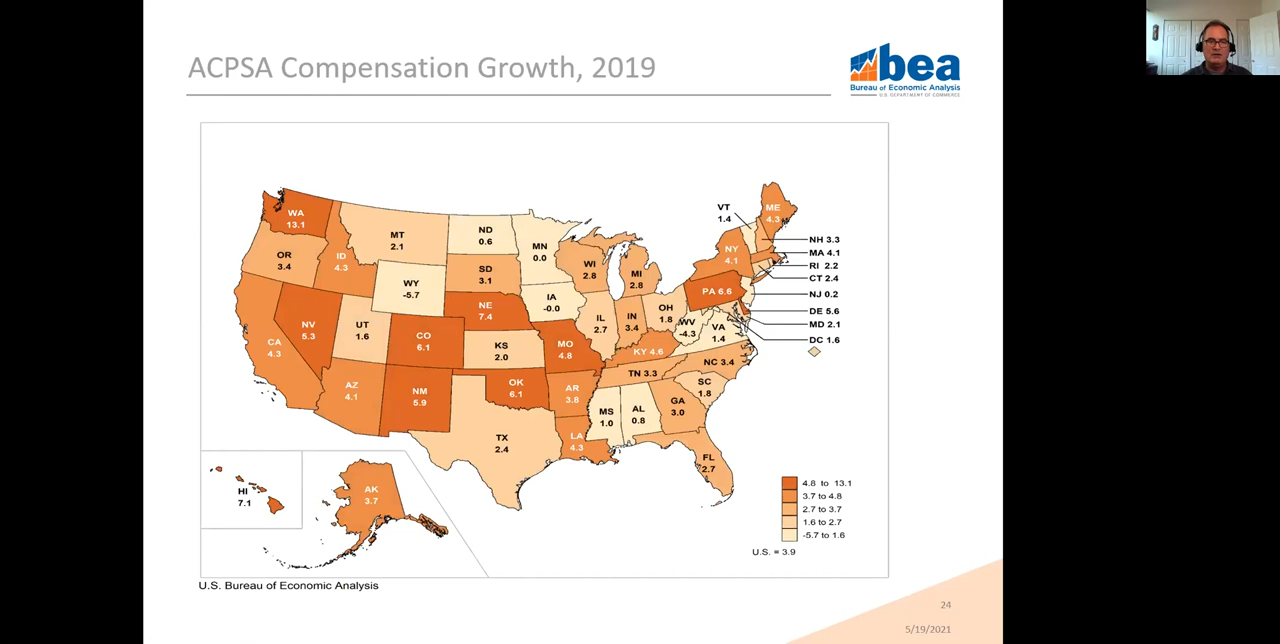 ACPSA Compensation Growth, 2019
bea
Bureau of Economic Analysis
U.S. DEPARTMENT OF COMMERCE
WA
13.1
OR
3.4
ID
4.3
MT
2.1
WY
-5.7
ND
0.6
SD
3.1
NE
7.4
MN
0.0
IA
-0.0
WI
2.8
MI
2.8
VT
1.4
ME
4.3
NY
4.1
NH 3.3
MA 4.1
RI 2.2
CT 2.4
NJ 0.2
DE 5.6
MD 2.1
DC 1.6
PA 6.6
CA
4.3
NV
5.3
UT
1.6
CO
6.1
KS
2.0
MO
4.8
IL
2.7
IN
3.4
OH
1.8
WV
-4.3
VA
1.4
KY 4.6
TN 3.3
NC 3.4
SC
1.8
AZ
4.1
NM
5.9
OK
6.1
AR
3.8
TX
2.4
LA
4.3
MS
1.0
AL
0.8
GA
3.0
FL
2.7
HI
7.1
AK
3.7
4.8 to 13.1
3.7 to 4.8
2.7 to 3.7
1.6 to 2.7
-5.7 to 1.6
U.S. = 3.9
U.S. Bureau of Economic Analysis
24
5/19/2021